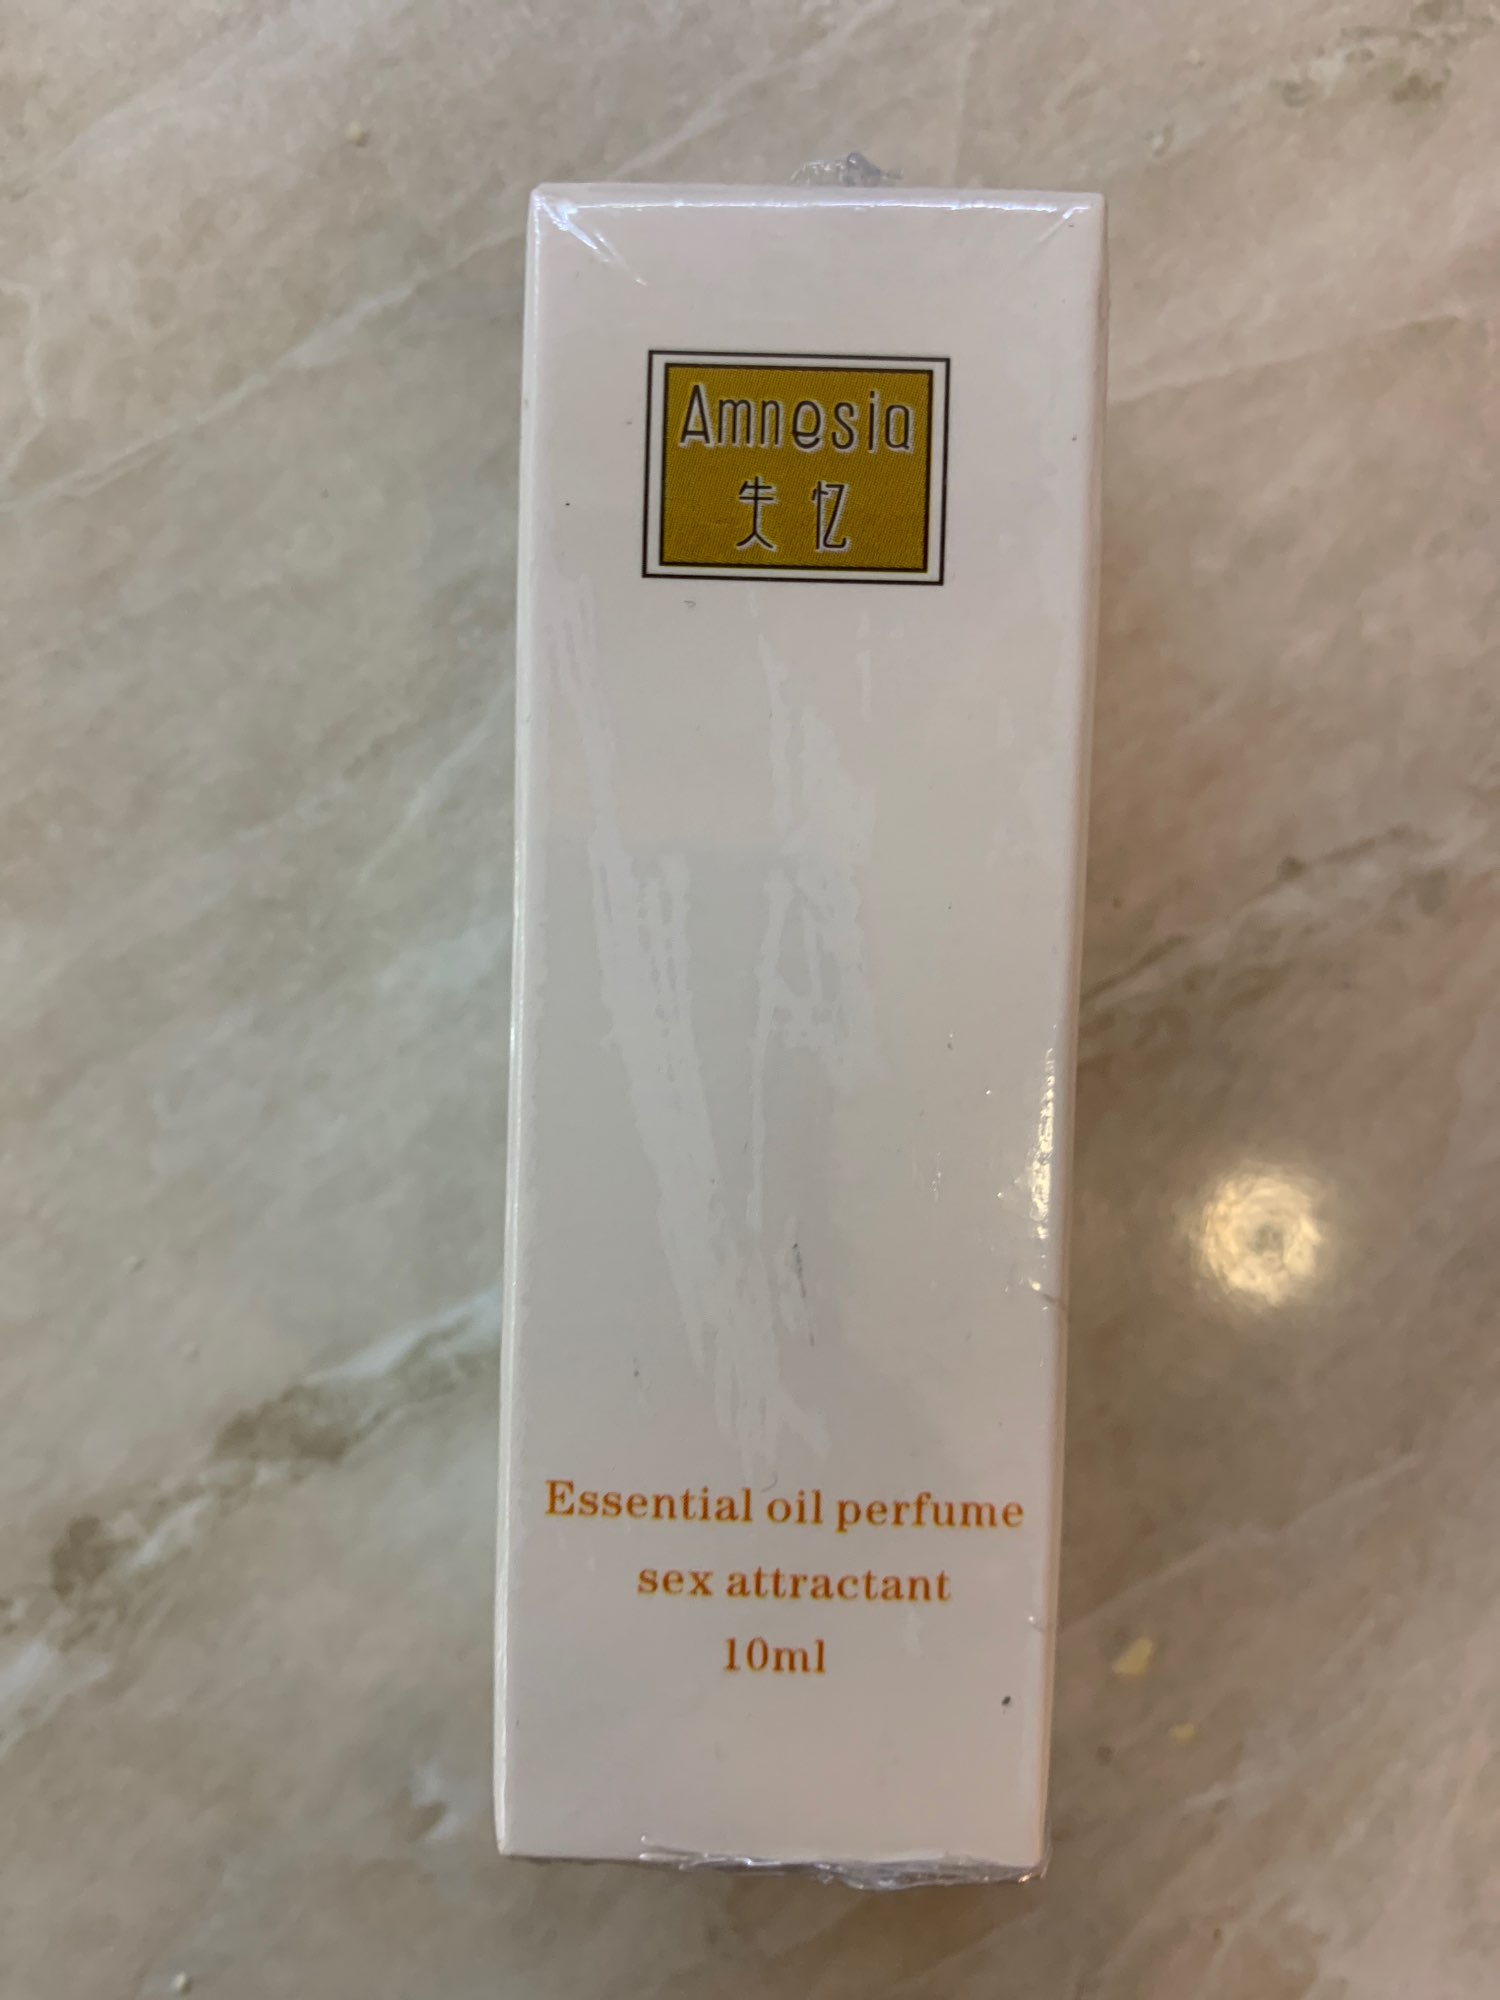 Amnesia
失忆
Essential oil perfume
sex attractant
10ml